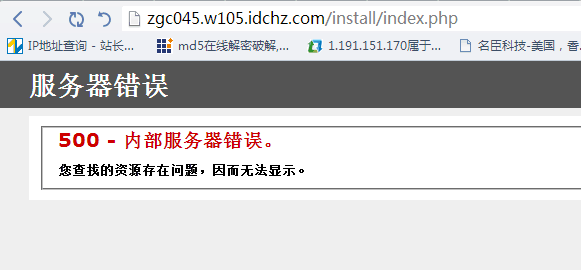 zgc045.w105.idchz.com/install/index.php
IP地址查询 - 站长... md5在线解密破解, 1.191.151.170属于... 名臣科技-美国，香
服务器错误
500 - 内部服务器错误。
您查找的资源存在问题，因而无法显示。